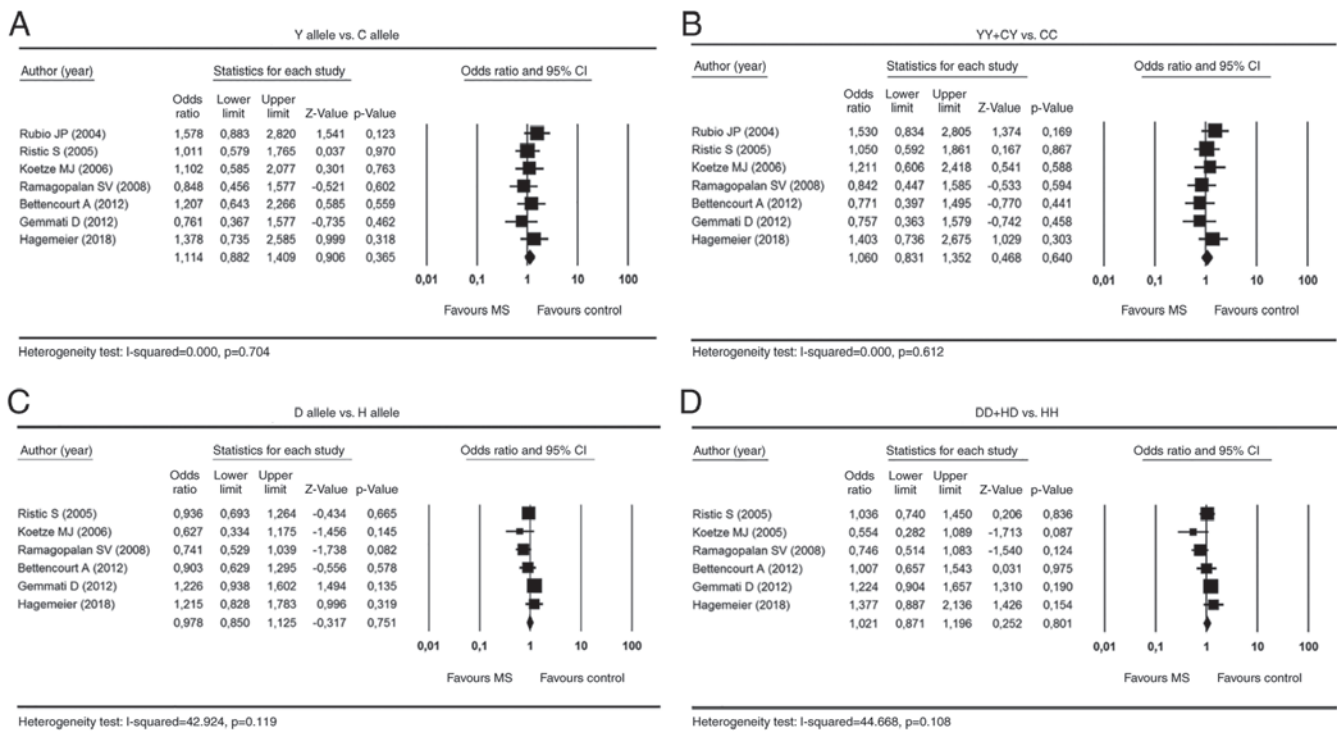 A
Y allele vs. C allele
Author (year) Statistics for each study Odds ratio and 95% CI
Odds ratio Lower limit Upper limit Z-Value p-Value
Rubio JP (2004) 1,578 0,883 2,820 1,541 0,123
Ristic S (2005) 1,011 0,579 1,765 0,037 0,970
Koetze MJ (2006) 1,102 0,585 2,077 0,301 0,763
Ramagopalan SV (2008) 0,848 0,456 1,577 -0,521 0,602
Bettencourt A (2012) 1,207 0,643 2,266 0,585 0,559
Gemmati D (2012) 0,761 0,367 1,577 -0,735 0,462
Hagemeier (2018) 1,378 0,735 2,585 0,999 0,318
1,114 0,882 1,409 0,906 0,365
0,01 0,1 1 10 100
Favours MS Favours control
Heterogeneity test: I-squared=0.000, p=0.704
B
YY+CY vs. CC
Author (year) Statistics for each study Odds ratio and 95% CI
Odds ratio Lower limit Upper limit Z-Value p-Value
Rubio JP (2004) 1,530 0,834 2,805 1,374 0,169
Ristic S (2005) 1,050 0,592 1,861 0,167 0,867
Koetze MJ (2006) 1,211 0,606 2,418 0,541 0,588
Ramagopalan SV (2008) 0,842 0,447 1,585 -0,533 0,594
Bettencourt A (2012) 0,771 0,397 1,495 -0,770 0,441
Gemmati D (2012) 0,757 0,363 1,579 -0,742 0,458
Hagemeier (2018) 1,403 0,736 2,675 1,029 0,303
1,060 0,831 1,352 0,468 0,640
0,01 0,1 1 10 100
Favours MS Favours control
Heterogeneity test: I-squared=0.000, p=0.612
C
D allele vs. H allele
Author (year) Statistics for each study Odds ratio and 95% CI
Odds ratio Lower limit Upper limit Z-Value p-Value
Ristic S (2005) 0,936 0,693 1,264 -0,434 0,665
Koetze MJ (2006) 0,627 0,334 1,175 -1,456 0,145
Ramagopalan SV (2008) 0,741 0,529 1,039 -1,738 0,082
Bettencourt A (2012) 0,903 0,629 1,295 -0,556 0,578
Gemmati D (2012) 1,226 0,938 1,602 1,494 0,135
Hagemeier (2018) 1,215 0,828 1,783 0,996 0,319
0,978 0,850 1,125 -0,317 0,751
0,01 0,1 1 10 100
Favours MS Favours control
Heterogeneity test: I-squared=42.924, p=0.119
D
DD+HD vs. HH
Author (year) Statistics for each study Odds ratio and 95% CI
Odds ratio Lower limit Upper limit Z-Value p-Value
Ristic S (2005) 1,036 0,740 1,450 0,206 0,836
Koetze MJ (2005) 0,554 0,282 1,089 -1,713 0,087
Ramagopalan SV (2008) 0,746 0,514 1,083 -1,540 0,124
Bettencourt A (2012) 1,007 0,657 1,543 0,031 0,975
Gemmati D (2012) 1,224 0,904 1,657 1,310 0,190
Hagemeier (2018) 1,377 0,887 2,136 1,426 0,154
1,021 0,871 1,196 0,252 0,801
0,01 0,1 1 10 100
Favours MS Favours control
Heterogeneity test: I-squared=44.668, p=0.108